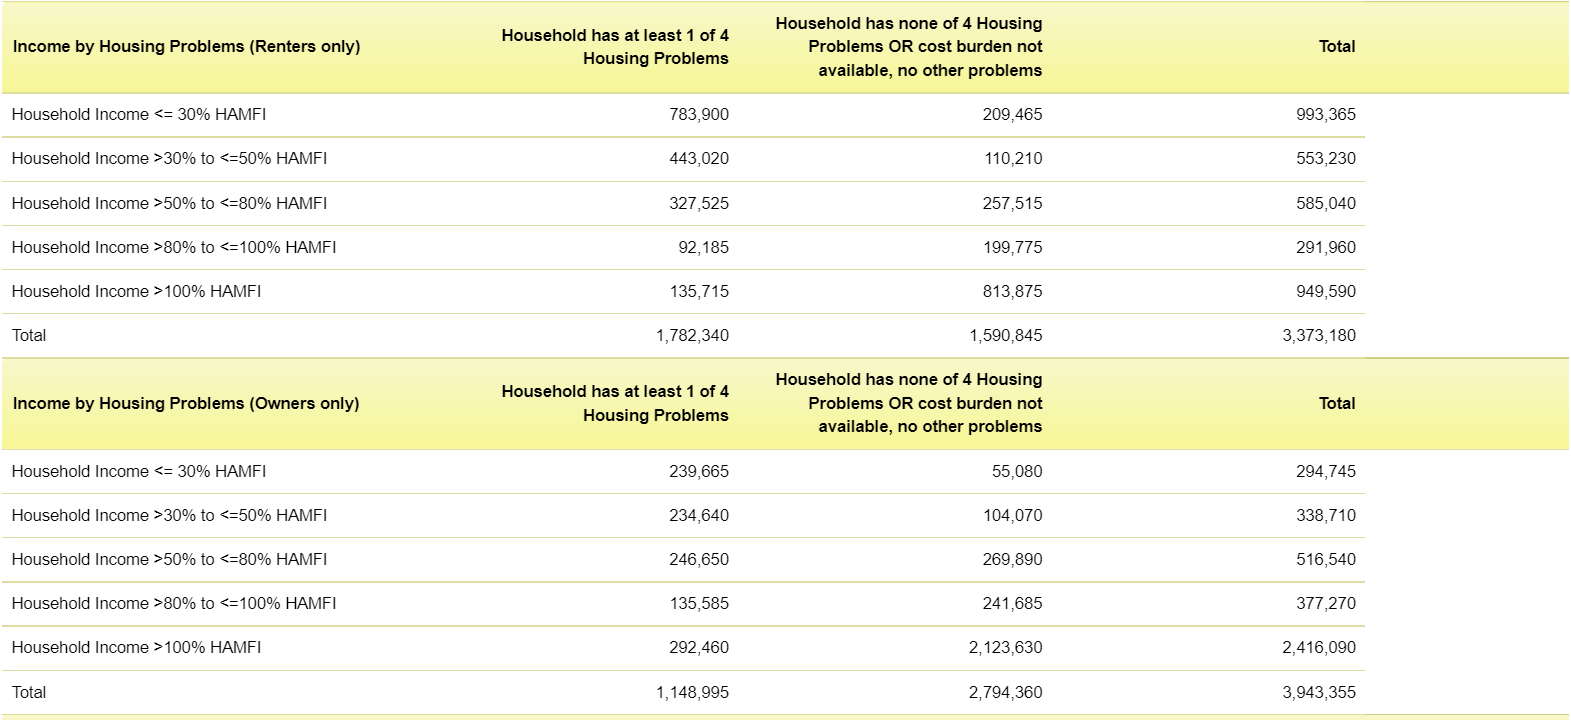 Income by Housing Problems (Renters only) Household has at least 1 of 4 Housing Problems Household has none of 4 Housing Problems OR cost burden not available, no other problems Total
Household Income <= 30% HAMFI 783,900 209,465 993,365
Household Income >30% to <=50% HAMFI 443,020 110,210 553,230
Household Income >50% to <=80% HAMFI 327,525 257,515 585,040
Household Income >80% to <=100% HAMFI 92,185 199,775 291,960
Household Income >100% HAMFI 135,715 813,875 949,590
Total 1,782,340 1,590,845 3,373,180
Income by Housing Problems (Owners only) Household has at least 1 of 4 Housing Problems Household has none of 4 Housing Problems OR cost burden not available, no other problems Total
Household Income <= 30% HAMFI 239,665 55,080 294,745
Household Income >30% to <=50% HAMFI 234,640 104,070 338,710
Household Income >50% to <=80% HAMFI 246,650 269,890 516,540
Household Income >80% to <=100% HAMFI 135,585 241,685 377,270
Household Income >100% HAMFI 292,460 2,123,630 2,416,090
Total 1,148,995 2,794,360 3,943,355